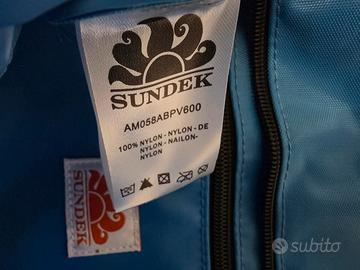 SUNDEK
AM058ABPV600
100% NYLON - NYLON - DE
NYLON - NAILON-
NYLON
SUNDEK
subito